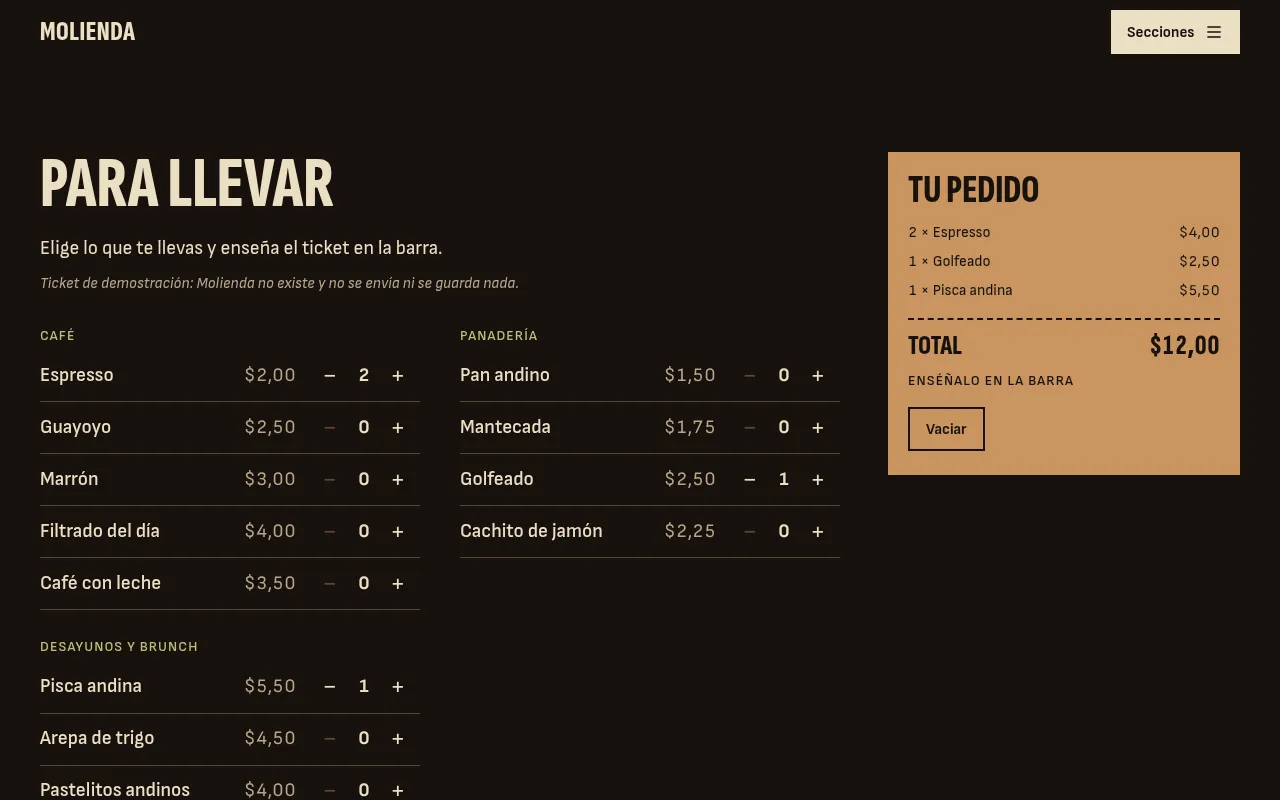 MOLIENDA
Secciones
PARA LLEVAR
Elige lo que te llevas y enseña el ticket en la barra.
Ticket de demostración: Molienda no existe y no se envía ni se guarda nada.
CAFÉ
Espresso $2,00 − 2 +
Guayoyo $2,50 − 0 +
Marrón $3,00 − 0 +
Filtrado del día $4,00 − 0 +
Café con leche $3,50 − 0 +
DESAYUNOS Y BRUNCH
Pisca andina $5,50 − 1 +
Arepa de trigo $4,50 − 0 +
Pastelitos andinos $4,00 − 0 +
PANADERÍA
Pan andino $1,50 − 0 +
Mantecada $1,75 − 0 +
Golfeado $2,50 − 1 +
Cachito de jamón $2,25 − 0 +
TU PEDIDO
2 × Espresso $4,00
1 × Golfeado $2,50
1 × Pisca andina $5,50
TOTAL $12,00
ENSÉÑALO EN LA BARRA
Vaciar